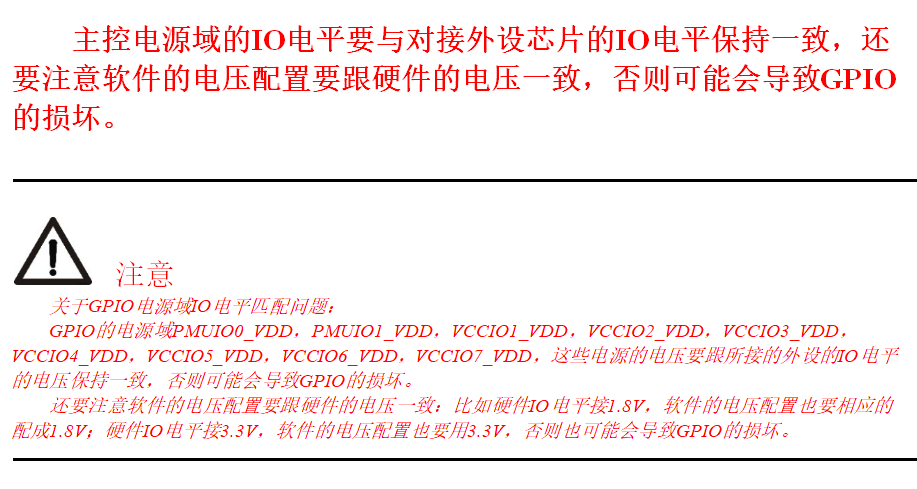 主控电源域的IO电平要与对接外设芯片的IO电平保持一致，还
要注意软件的电压配置要跟硬件的电压一致，否则可能会导致GPIO
的损坏。
注意
关于GPIO电源域IO电平匹配问题：
GPIO的电源域PMUIO0_VDD，PMUIO1_VDD，VCCIO1_VDD，VCCIO2_VDD，VCCIO3_VDD，
VCCIO4_VDD，VCCIO5_VDD，VCCIO6_VDD，VCCIO7_VDD，这些电源的电压要跟所接的外设的IO电平
的电压保持一致，否则可能会导致GPIO的损坏。
还要注意软件的电压配置要跟硬件的电压一致：比如硬件IO电平接1.8V，软件的电压配置也要相应的
配成1.8V；硬件IO电平接3.3V，软件的电压配置也要用3.3V，否则也可能会导致GPIO的损坏。